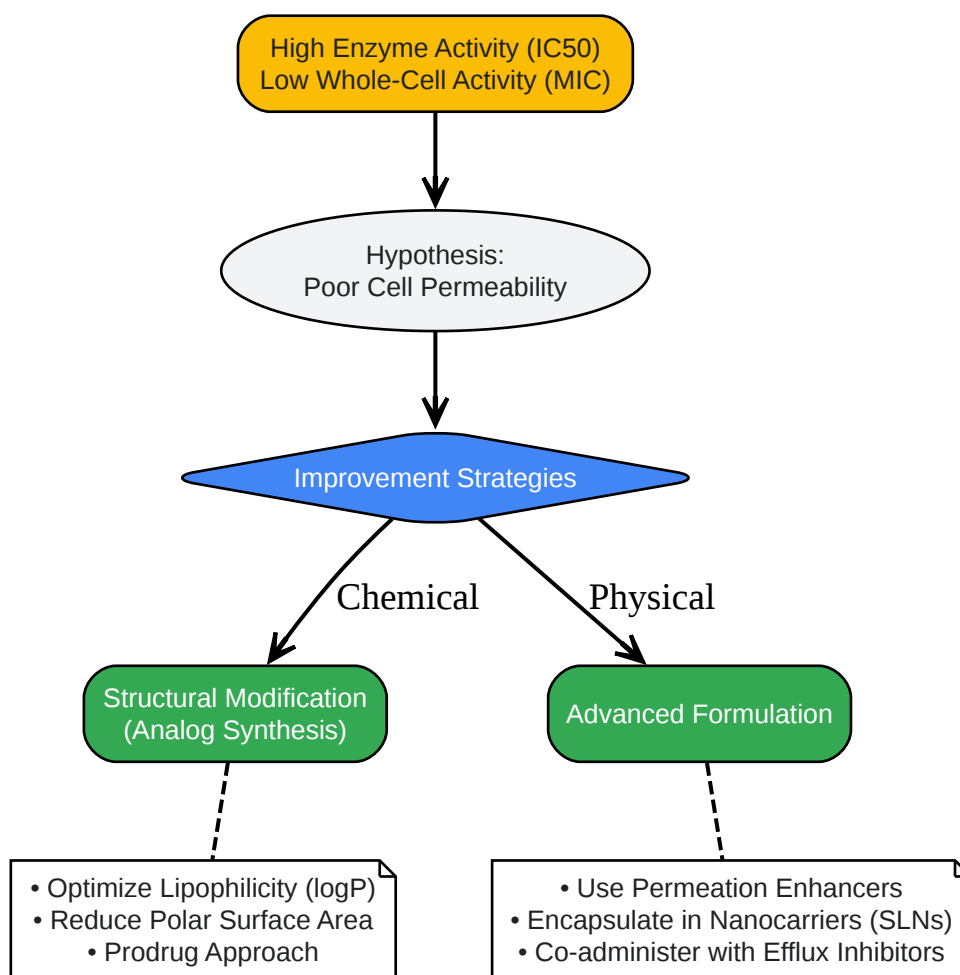 High Enzyme Activity (IC50)
Low Whole-Cell Activity (MIC)
Hypothesis:
Poor Cell Permeability
Improvement Strategies
Chemical
Physical
Structural Modification
(Analog Synthesis)
Advanced Formulation
• Optimize Lipophilicity (logP)
• Reduce Polar Surface Area
• Prodrug Approach
• Use Permeation Enhancers
• Encapsulate in Nanocarriers (SLNs)
• Co-administer with Efflux Inhibitors